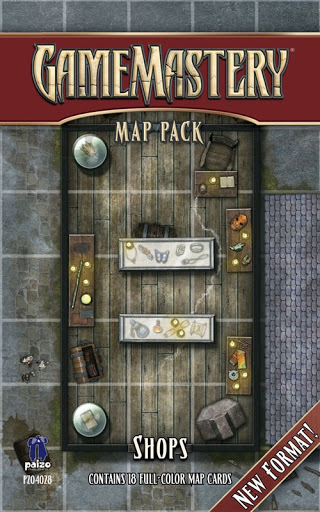 GAMEMASTERY®
MAP PACK
SHOPS
CONTAINS 18 FULL-COLOR MAP CARDS
paizo
PZO4028
NEW FORMAT!